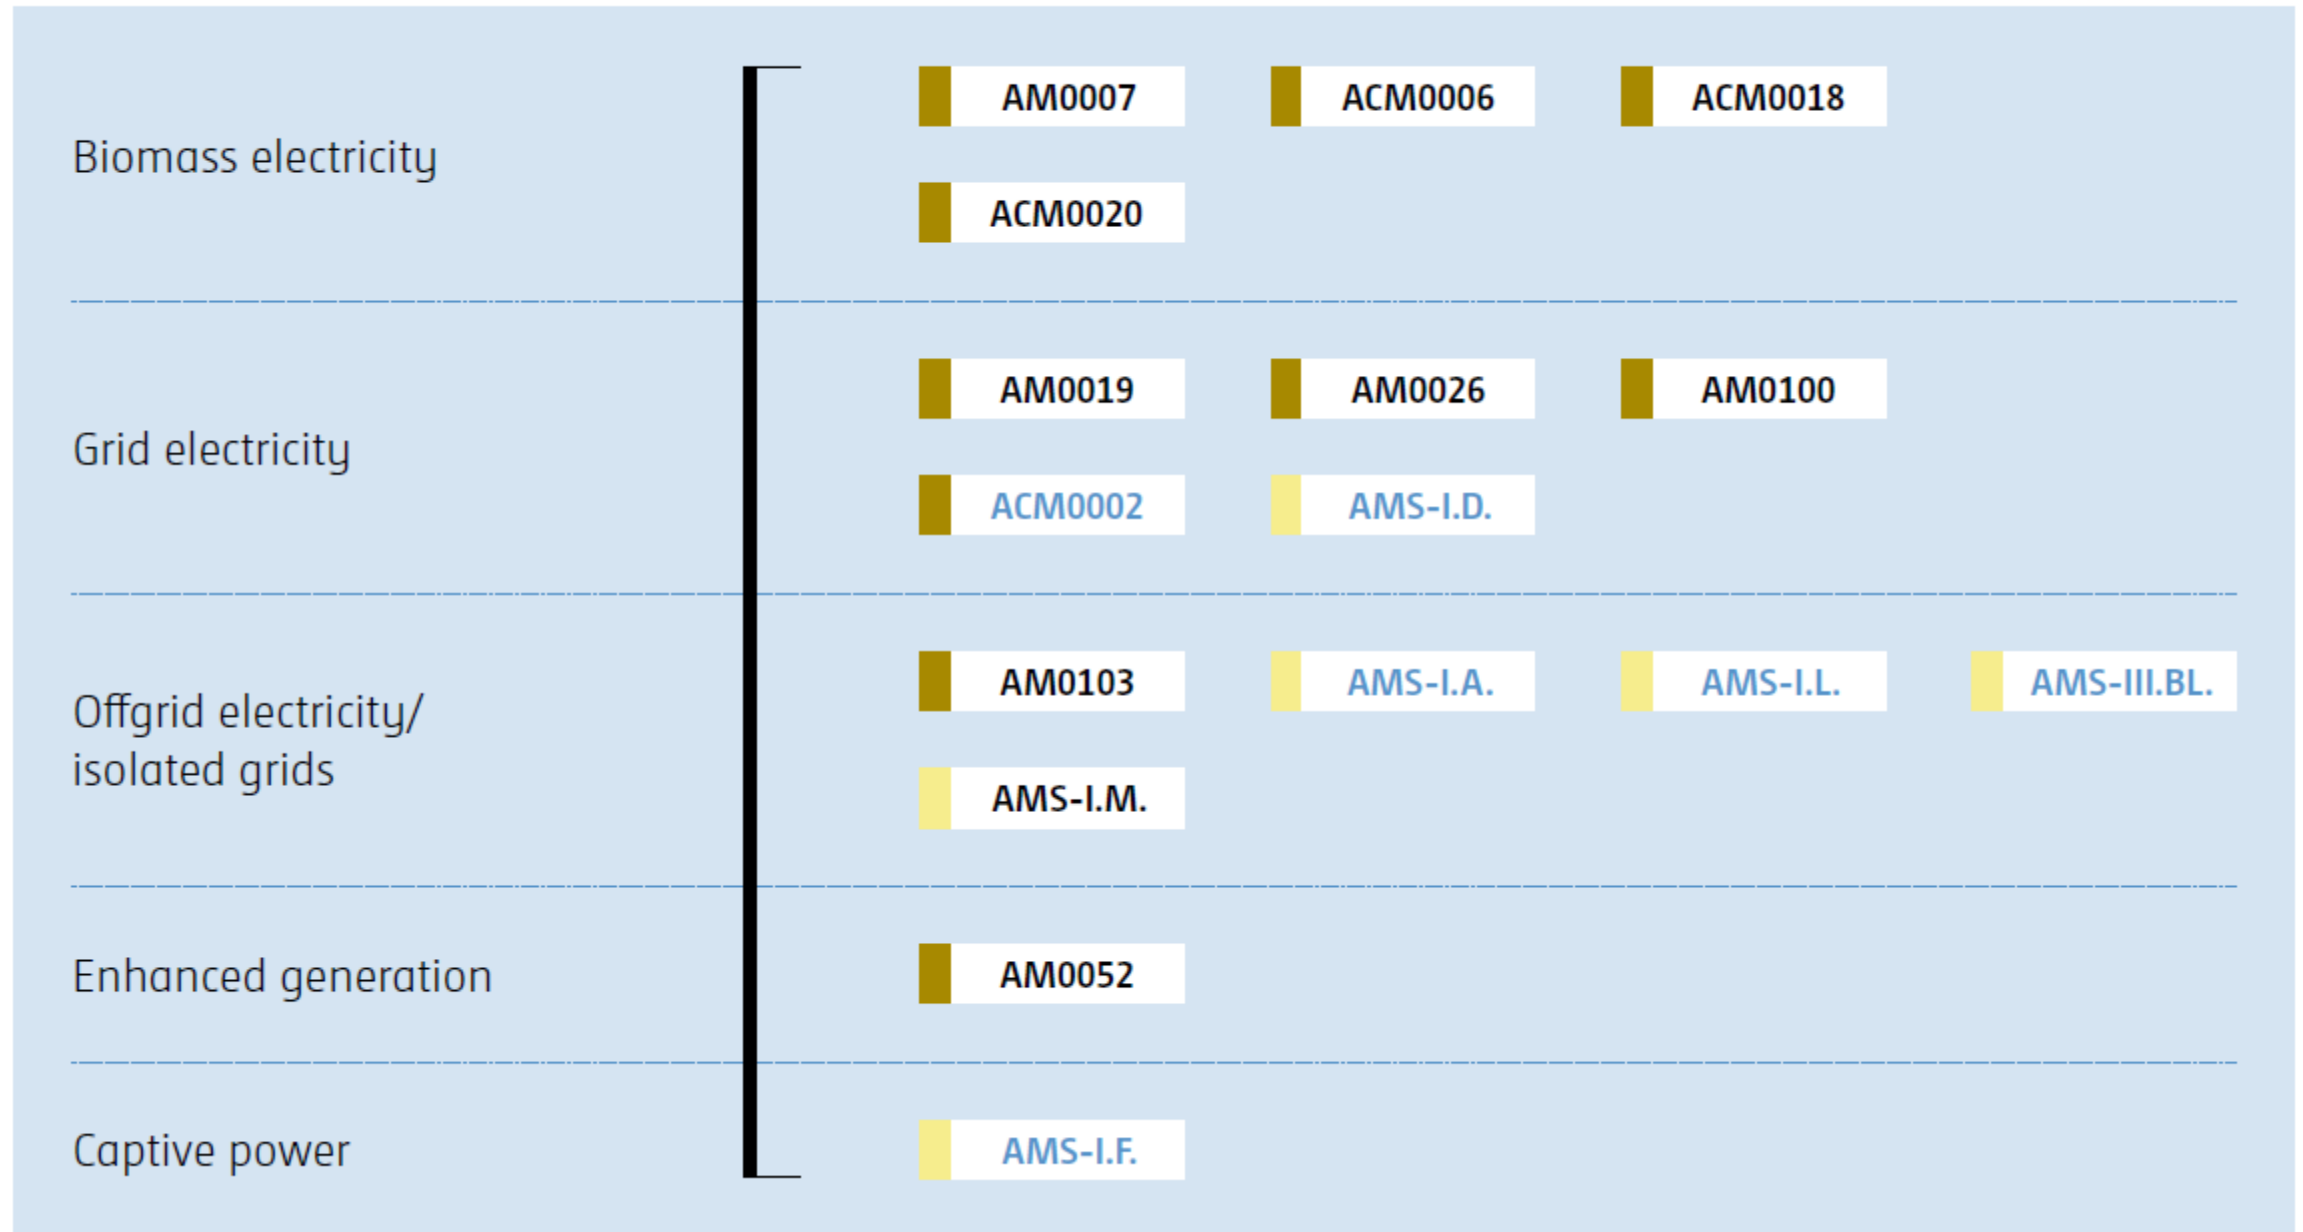 Biomass electricity
AM0007 ACM0006 ACM0018
ACM0020
Grid electricity
AM0019 AM0026 AM0100
ACM0002 AMS-I.D.
Offgrid electricity/
isolated grids
AM0103 AMS-I.A. AMS-I.L. AMS-III.BL.
AMS-I.M.
Enhanced generation
AM0052
Captive power
AMS-I.F.